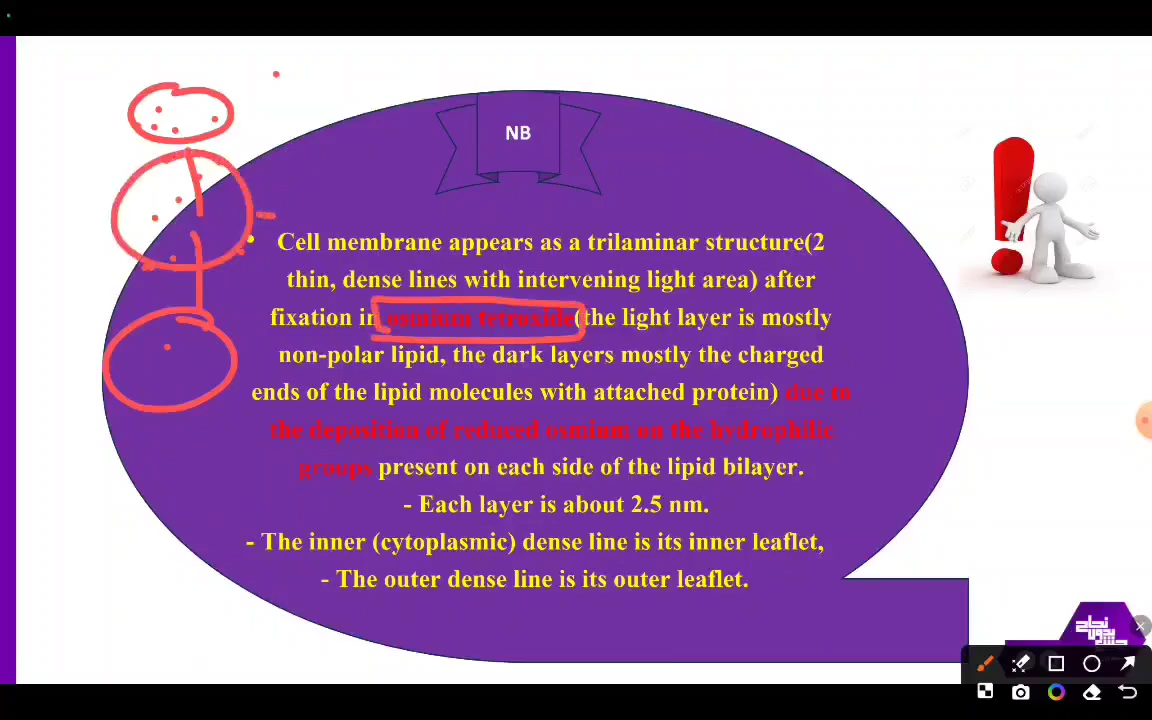 NB
• Cell membrane appears as a trilaminar structure(2
thin, dense lines with intervening light area) after
fixation in osmium tetroxide(the light layer is mostly
non-polar lipid, the dark layers mostly the charged
ends of the lipid molecules with attached protein) due to
the deposition of reduced osmium on the hydrophilic
groups present on each side of the lipid bilayer.
- Each layer is about 2.5 nm.
- The inner (cytoplasmic) dense line is its inner leaflet,
- The outer dense line is its outer leaflet.